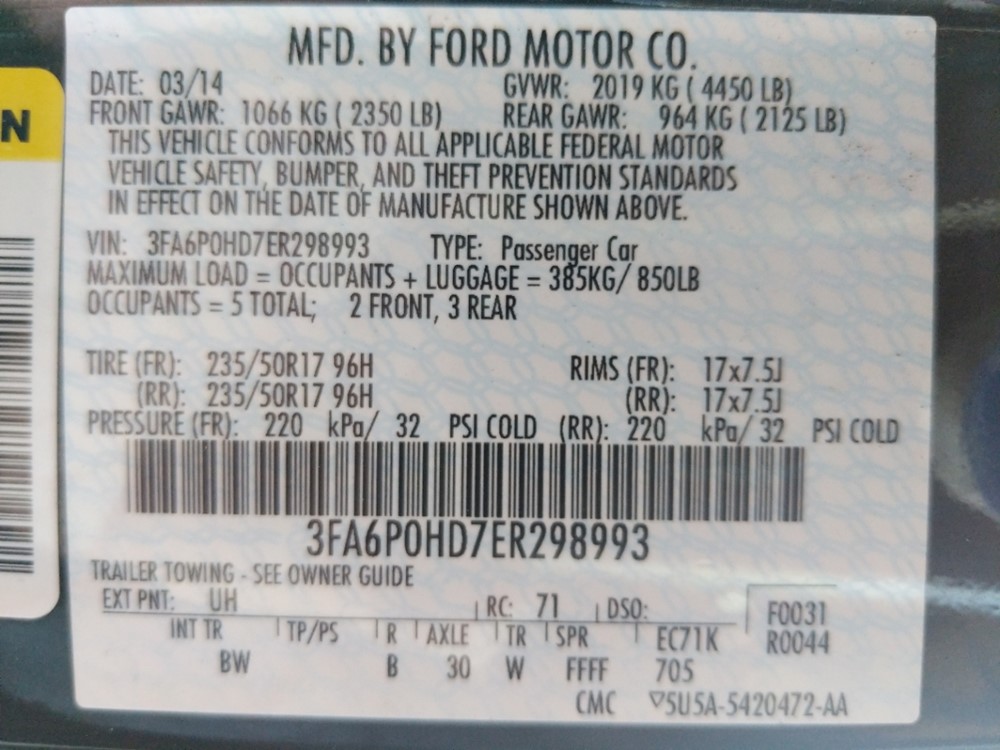 MFD. BY FORD MOTOR CO.
DATE: 03/14 GVWR: 2019 KG ( 4450 LB)
FRONT GAWR: 1066 KG ( 2350 LB) REAR GAWR: 964 KG ( 2125 LB)
THIS VEHICLE CONFORMS TO ALL APPLICABLE FEDERAL MOTOR
VEHICLE SAFETY, BUMPER, AND THEFT PREVENTION STANDARDS
IN EFFECT ON THE DATE OF MANUFACTURE SHOWN ABOVE.
VIN: 3FA6P0HD7ER298993 TYPE: Passenger Car
MAXIMUM LOAD = OCCUPANTS + LUGGAGE = 385KG/ 850LB
OCCUPANTS = 5 TOTAL; 2 FRONT, 3 REAR
TIRE (FR): 235/50R17 96H RIMS (FR): 17x7.5J
(RR): 235/50R17 96H (RR): 17x7.5J
PRESSURE (FR): 220 kPa/ 32 PSI COLD (RR): 220 kPa/ 32 PSI COLD
3FA6P0HD7ER298993
TRAILER TOWING - SEE OWNER GUIDE
EXT PNT: UH RC: 71 DSO: F0031
INT TR TP/PS R AXLE TR SPR EC71K R0044
BW B 30 W FFFF 705
CMC ▽5U5A-5420472-AA
N